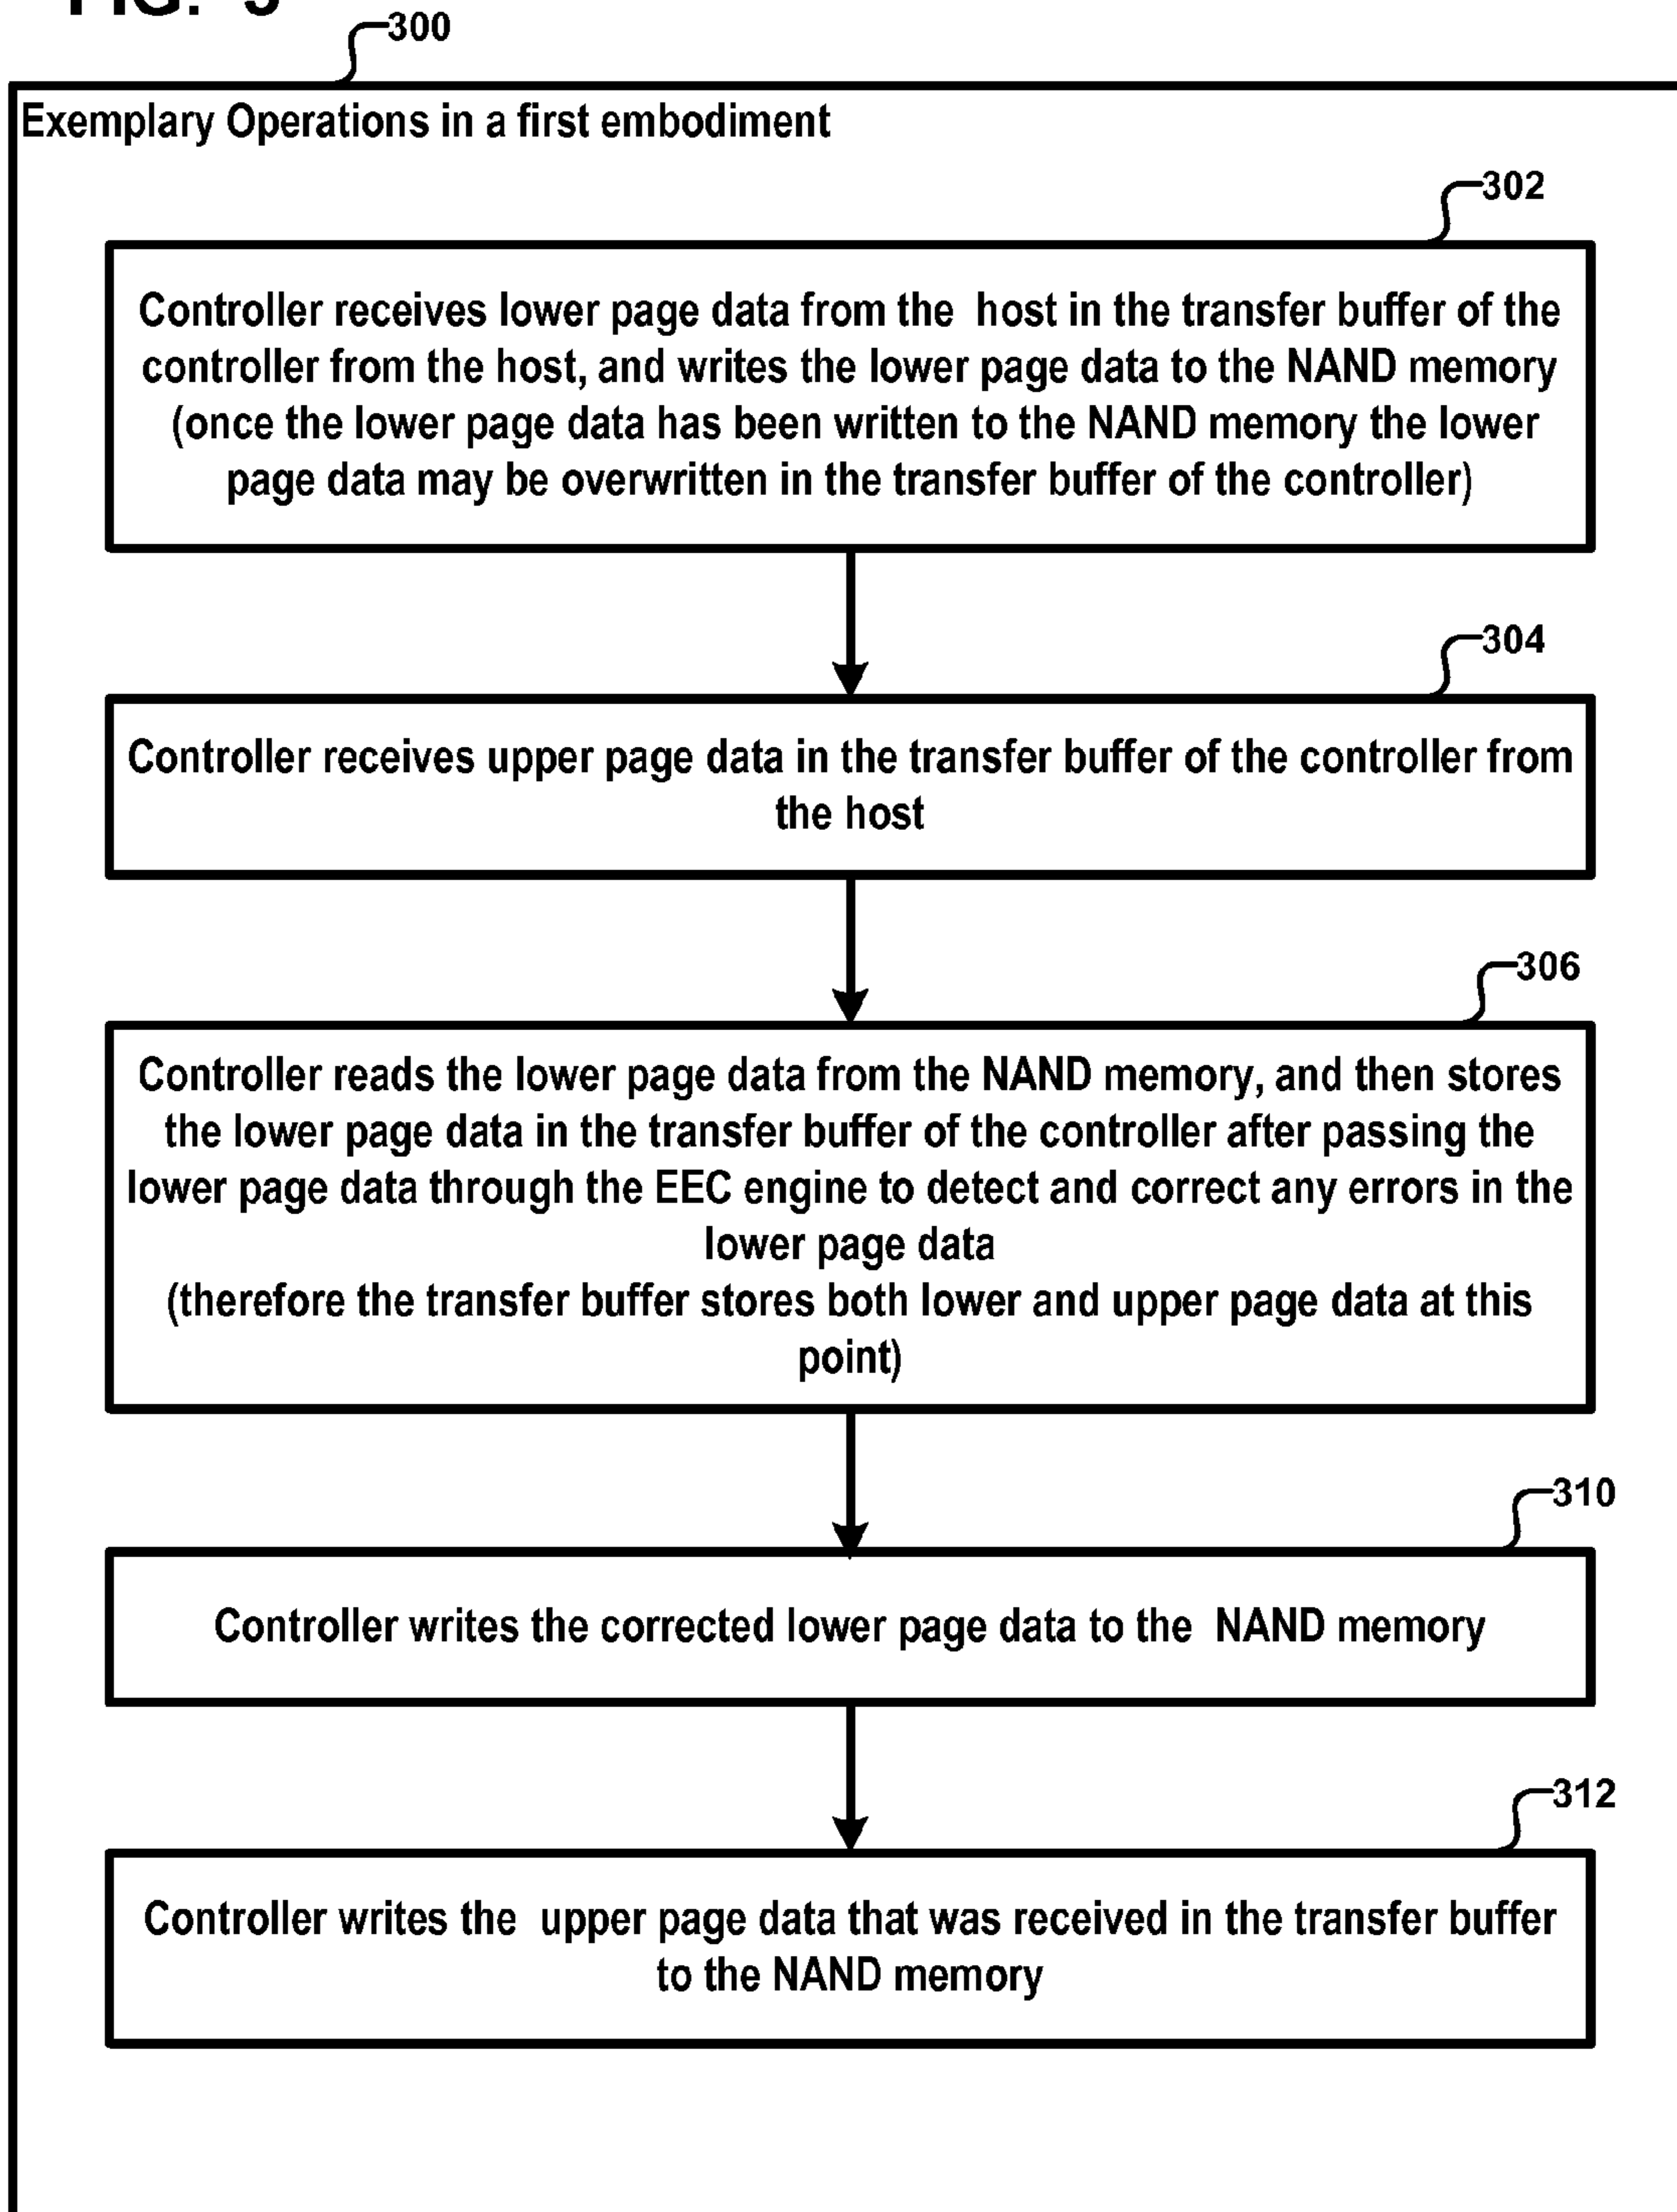 FIG. 3
300
Exemplary Operations in a first embodiment
302
Controller receives lower page data from the host in the transfer buffer of the
controller from the host, and writes the lower page data to the NAND memory
(once the lower page data has been written to the NAND memory the lower
page data may be overwritten in the transfer buffer of the controller)
304
Controller receives upper page data in the transfer buffer of the controller from
the host
306
Controller reads the lower page data from the NAND memory, and then stores
the lower page data in the transfer buffer of the controller after passing the
lower page data through the EEC engine to detect and correct any errors in the
lower page data
(therefore the transfer buffer stores both lower and upper page data at this
point)
310
Controller writes the corrected lower page data to the NAND memory
312
Controller writes the upper page data that was received in the transfer buffer
to the NAND memory